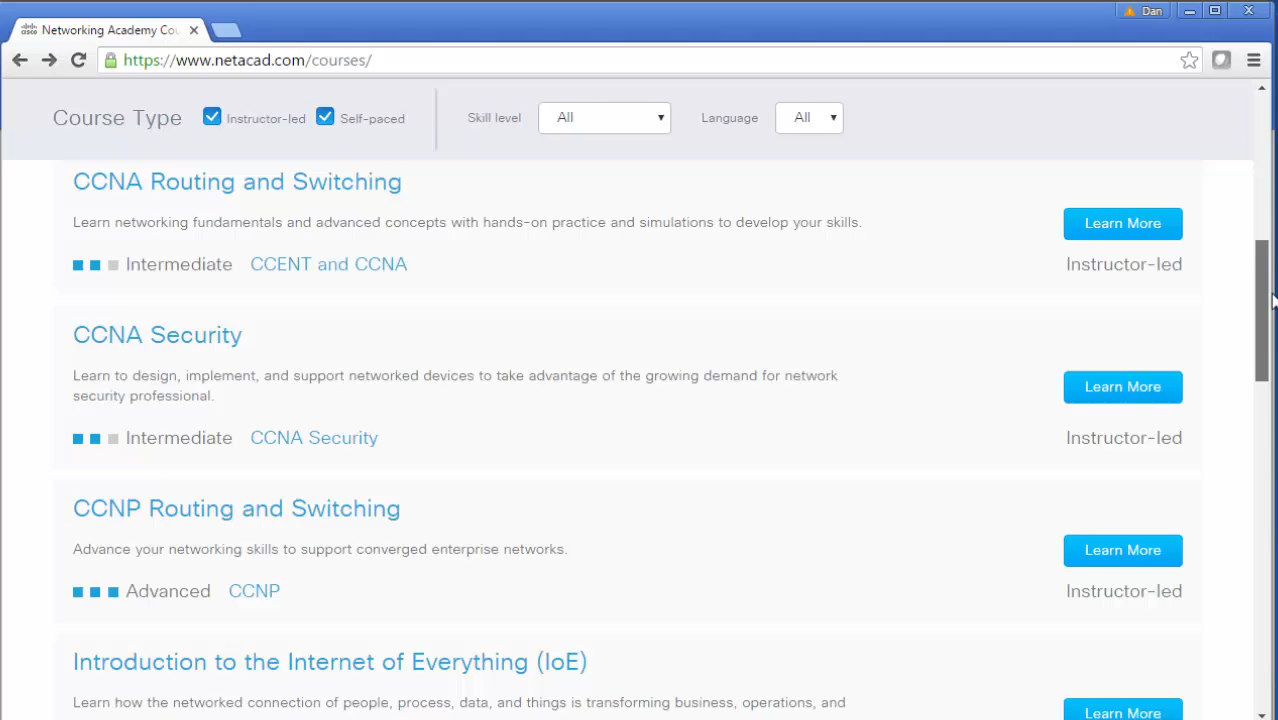 Dan
Networking Academy Cou
https://www.netacad.com/courses/
Course Type Instructor-led Self-paced Skill level All Language All
CCNA Routing and Switching
Learn networking fundamentals and advanced concepts with hands-on practice and simulations to develop your skills.
Learn More
Intermediate CCENT and CCNA Instructor-led
CCNA Security
Learn to design, implement, and support networked devices to take advantage of the growing demand for network
security professional.
Learn More
Intermediate CCNA Security Instructor-led
CCNP Routing and Switching
Advance your networking skills to support converged enterprise networks.
Learn More
Advanced CCNP Instructor-led
Introduction to the Internet of Everything (IoE)
Learn how the networked connection of people, process, data, and things is transforming business, operations, and
Learn More